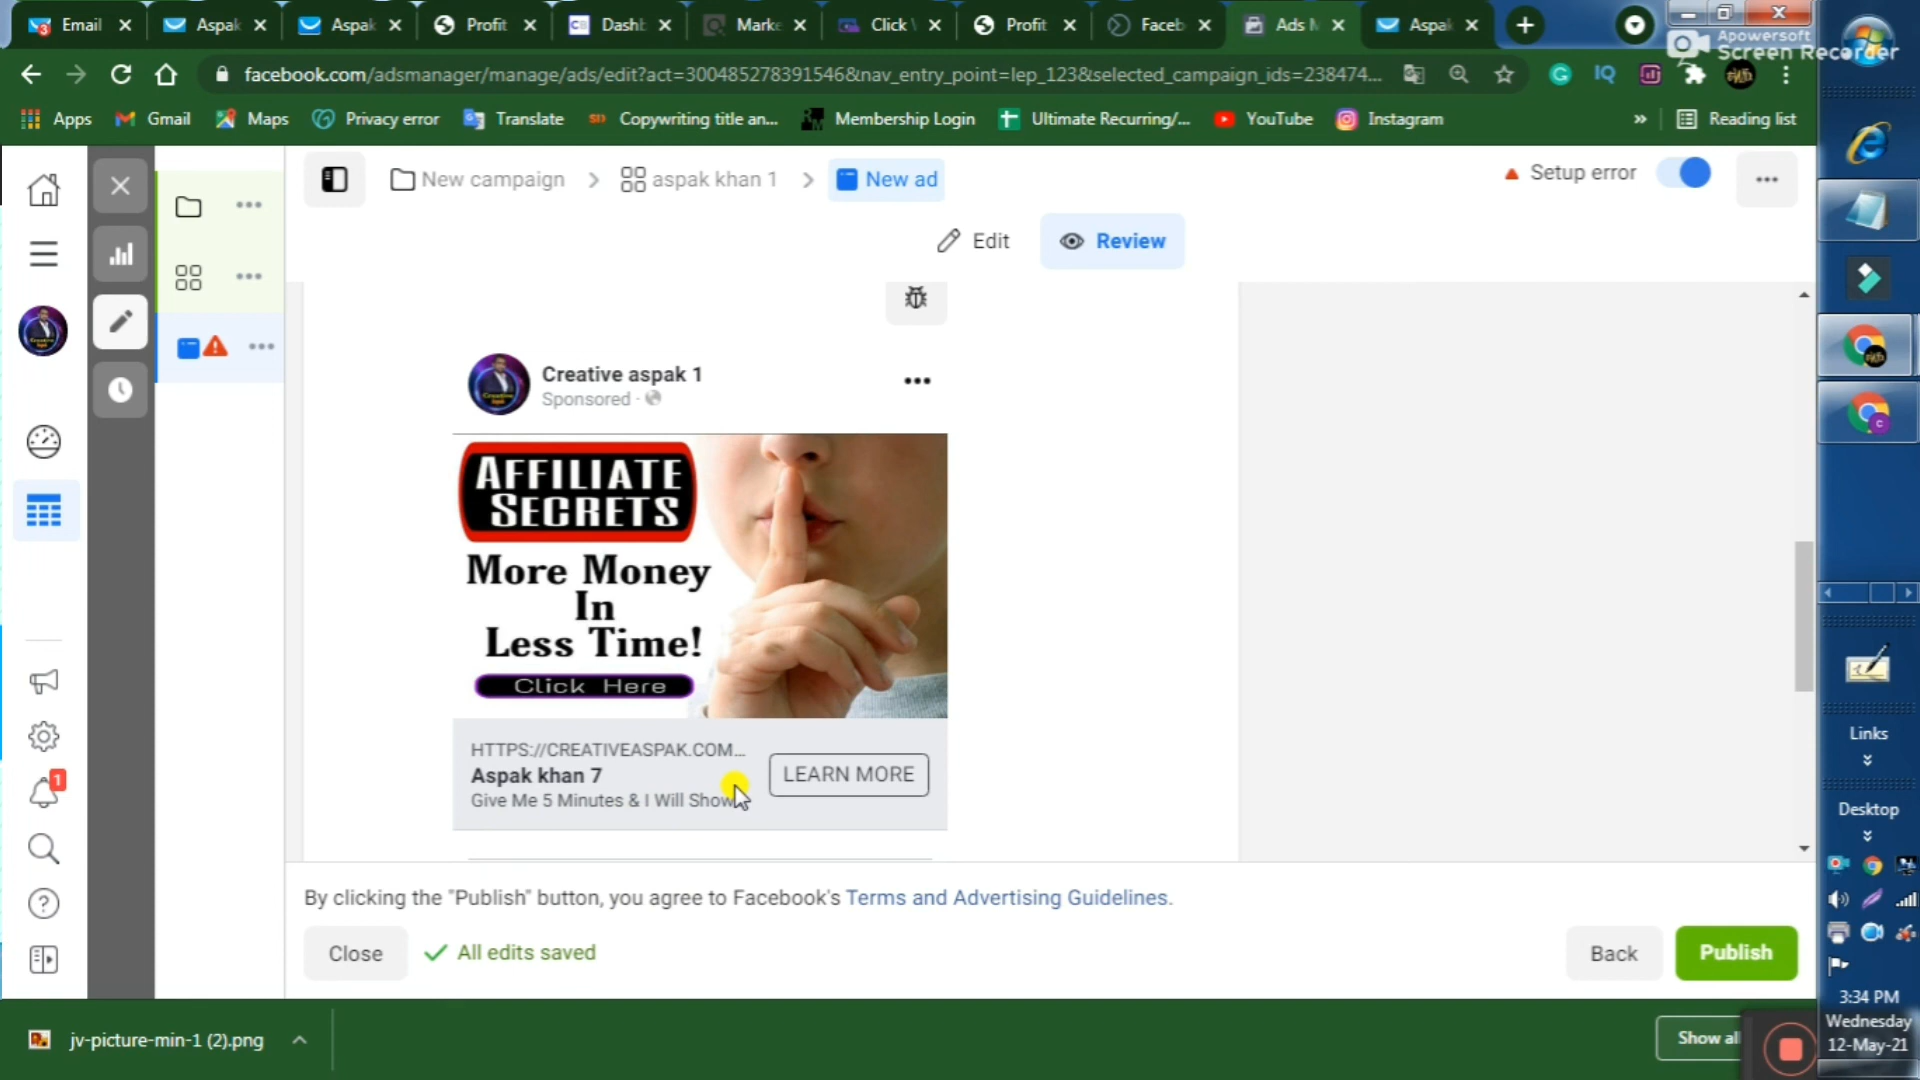 Email
Aspak
Aspak
Profit
Dashb
Marke
Click
Profit
Faceb
Ads M
Aspak
Apowersoft
Screen Recorder
facebook.com/adsmanager/manage/ads/edit?act=300485278391546&nav_entry_point=lep_123&selected_campaign_ids=238474...
IQ
Apps
Gmail
Maps
Privacy error
Translate
Copywriting title an...
Membership Login
Ultimate Recurring/...
YouTube
Instagram
»
Reading list
New campaign
aspak khan 1
New ad
Setup error
Edit
Review
Creative aspak 1
Sponsored ·
AFFILIATE
SECRETS
More Money
In
Less Time!
Click Here
HTTPS://CREATIVEASPAK.COM...
Aspak khan 7
Give Me 5 Minutes & I Will Show
LEARN MORE
By clicking the "Publish" button, you agree to Facebook's Terms and Advertising Guidelines.
Close
All edits saved
Back
Publish
1
Links
Desktop
3:34 PM
Wednesday
12-May-21
jv-picture-min-1 (2).png
Show all